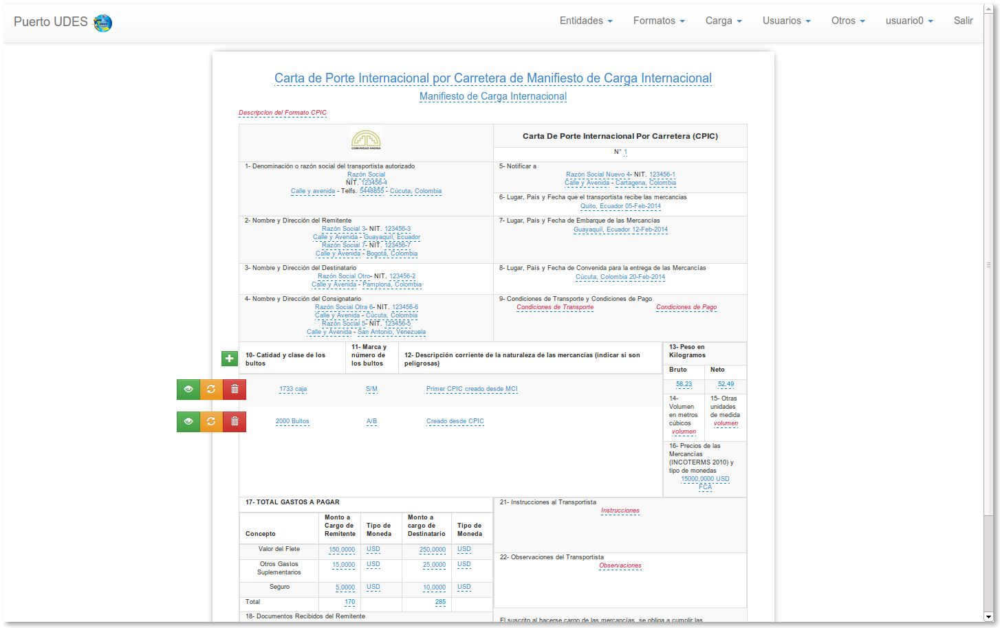 Puerto UDES
Entidades Formatos Carga Usuarios Otros usuario0 Salir
Carta de Porte Internacional por Carretera de Manifiesto de Carga Internacional
Manifiesto de Carga Internacional
Descripcion del Formato CPIC
COMUNIDAD ANDINA
Carta De Porte Internacional Por Carretera (CPIC)
N° 1
1- Denominación o razón social del transportista autorizado
Razón Social
NIT. 123456-4
Calle y avenida - Telfs. 5448855 - Cúcuta, Colombia
5- Notificar a
Razón Social Nuevo 4- NIT. 123456-1
Calle y Avenida - Cartagena, Colombia
6- Lugar, País y Fecha que el transportista recibe las mercancias
Quito, Ecuador 05-Feb-2014
2- Nombre y Dirección del Remitente
Razón Social 3- NIT. 123456-3
Calle y Avenida - Guayaquil, Ecuador
Razón Social 7- NIT. 123456-7
Calle y Avenida - Bogotá, Colombia
7- Lugar, País y Fecha de Embarque de las Mercancías
Guayaquíl, Ecuador 12-Feb-2014
3- Nombre y Dirección del Destinatario
Razón Social Otro- NIT. 123456-2
Calle y Avenida - Pamplona, Colombia
8- Lugar, País y Fecha de Convenida para la entrega de las Mercancías
Cúcuta, Colombia 20-Feb-2014
4- Nombre y Dirección del Consignatario
Razón Social Otra 6- NIT. 123456-6
Calle y Avenida - Cúcuta, Colombia
Razón Social 5- NIT. 123456-5
Calle y Avenida - San Antonio, Venezuela
9- Condiciones de Transporte y Condiciones de Pago
Condiciones de Transporte Condiciones de Pago
10- Catidad y clase de los
bultos
11- Marca y
número de
los bultos
12- Descripción corriente de la naturaleza de las mercancías (indicar si son
peligrosas)
1733 caja S/M Primer CPIC creado desde MCI
2000 Bultos A/B Creado desde CPIC
13- Peso en
Kilogramos
Bruto Neto
58.23 52.49
14-
Volumen
en metros
cúbicos
volumen
15- Otras
unidades
de medida
volumen
16- Precios de las
Mercancías
(INCOTERMS 2010) y
tipo de monedas
15000,0000 USD
FCA
17- TOTAL GASTOS A PAGAR
Concepto
Monto a
Cargo de
Remitente
Tipo de
Moneda
Monto a
cargo de
Destinatario
Tipo de
Moneda
Valor del Flete 150,0000 USD 250,0000 USD
Otros Gastos
Suplementarios
15,0000 USD 25,0000 USD
Seguro 5,0000 USD 10,0000 USD
Total 170 285
18- Documentos Recibidos del Remitente
21- Instrucciones al Transportista
Instrucciones
22- Observaciones del Transportista
Observaciones
El suscrito al hacerse cargo de las mercancías, se obliga a cumplir las